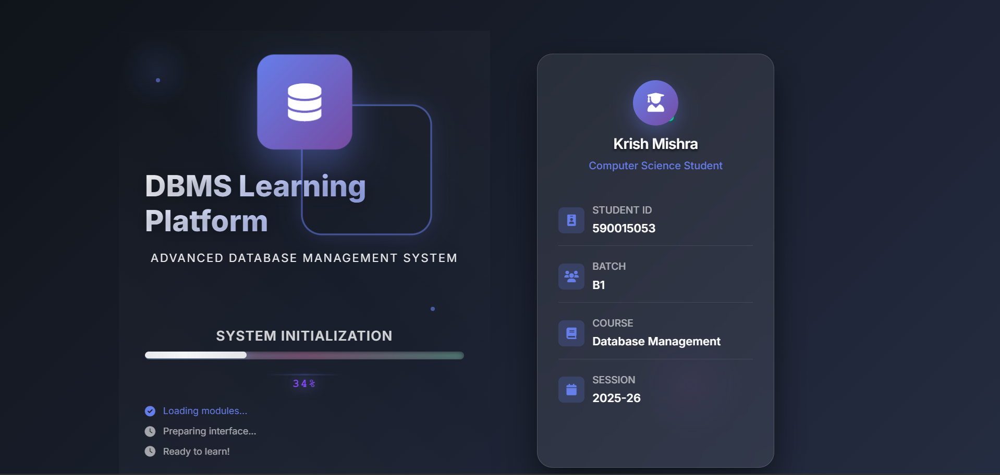 DBMS Learning
Platform
ADVANCED DATABASE MANAGEMENT SYSTEM
SYSTEM INITIALIZATION
34%
Loading modules...
Preparing interface...
Ready to learn!
Krish Mishra
Computer Science Student
STUDENT ID
590015053
BATCH
B1
COURSE
Database Management
SESSION
2025-26